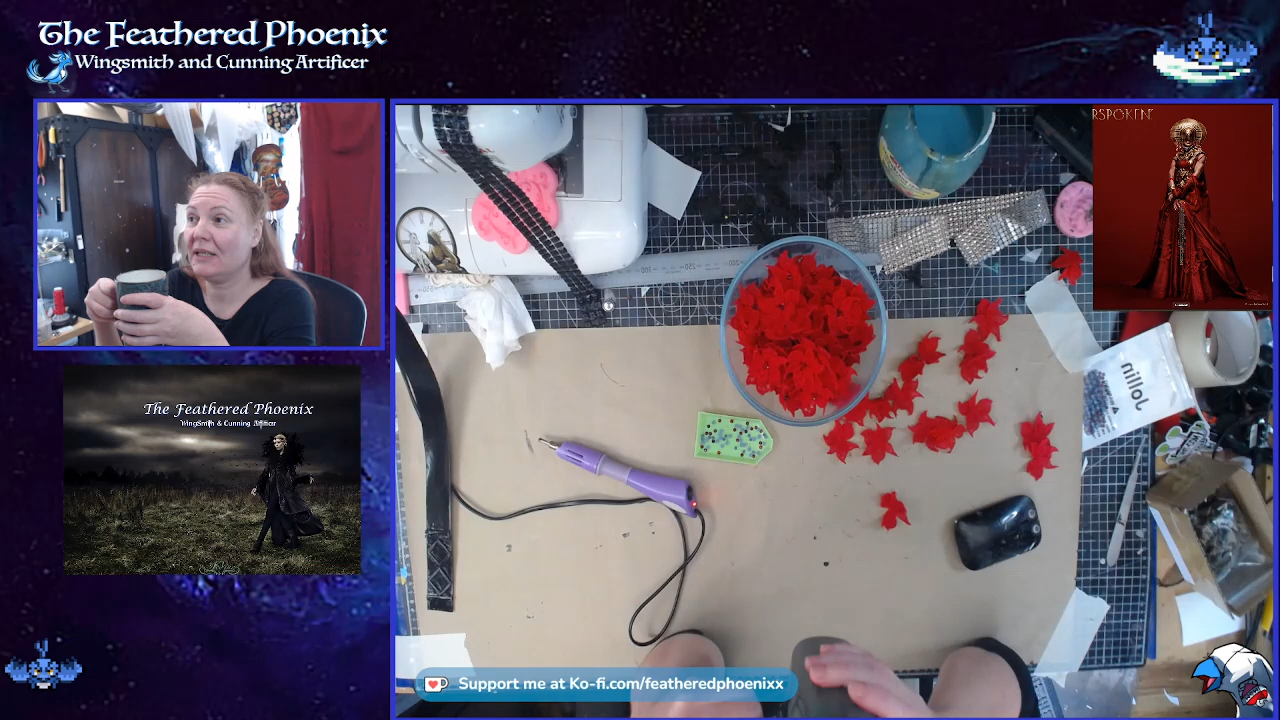 The Feathered Phoenix
Wingsmith and Cunning Artificer
RSPOKEN
The Feathered Phoenix
WingSmith & Cunning Artificer
nilloL
Support me at Ko-fi.com/featheredphoenixx